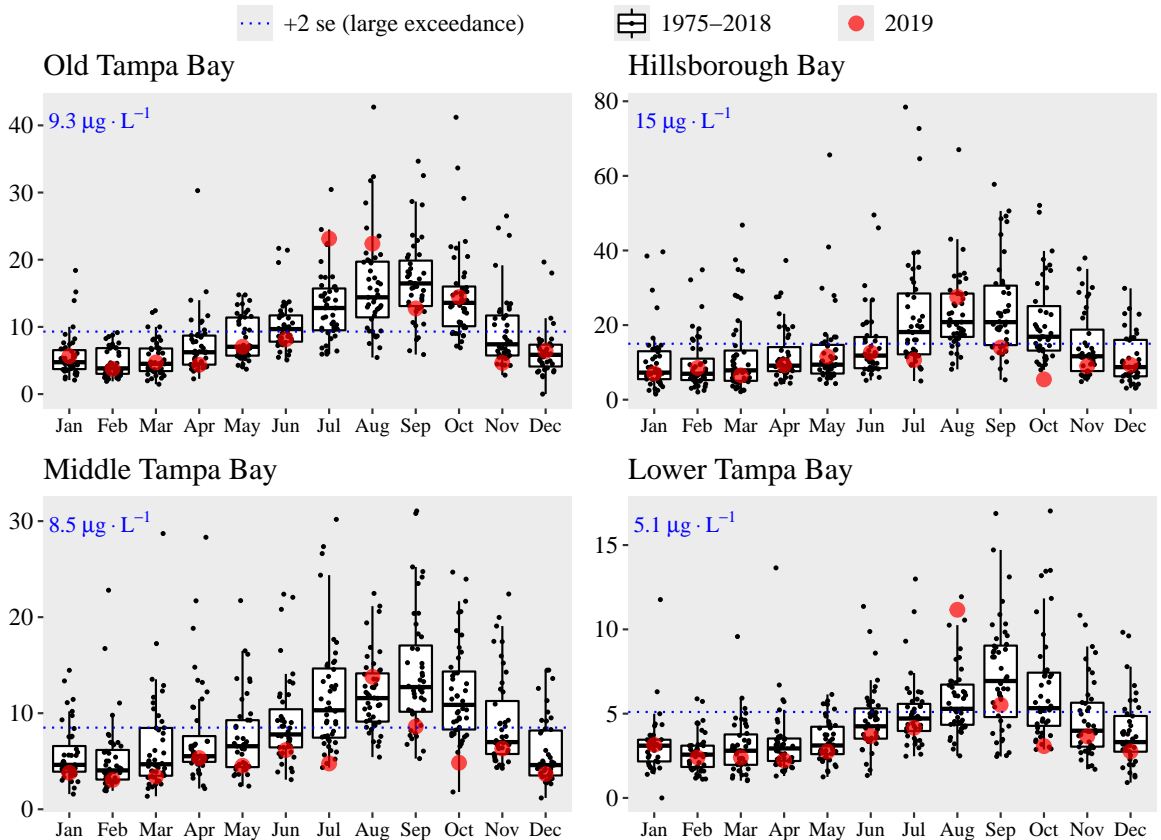 +2 se (large exceedance) 1975–2018 2019
Old Tampa Bay
9.3 µg · L⁻¹
40
30
20
10
0
Jan Feb Mar Apr May Jun Jul Aug Sep Oct Nov Dec
Hillsborough Bay
15 µg · L⁻¹
80
60
40
20
0
Jan Feb Mar Apr May Jun Jul Aug Sep Oct Nov Dec
Middle Tampa Bay
8.5 µg · L⁻¹
30
20
10
0
Jan Feb Mar Apr May Jun Jul Aug Sep Oct Nov Dec
Lower Tampa Bay
5.1 µg · L⁻¹
15
10
5
0
Jan Feb Mar Apr May Jun Jul Aug Sep Oct Nov Dec